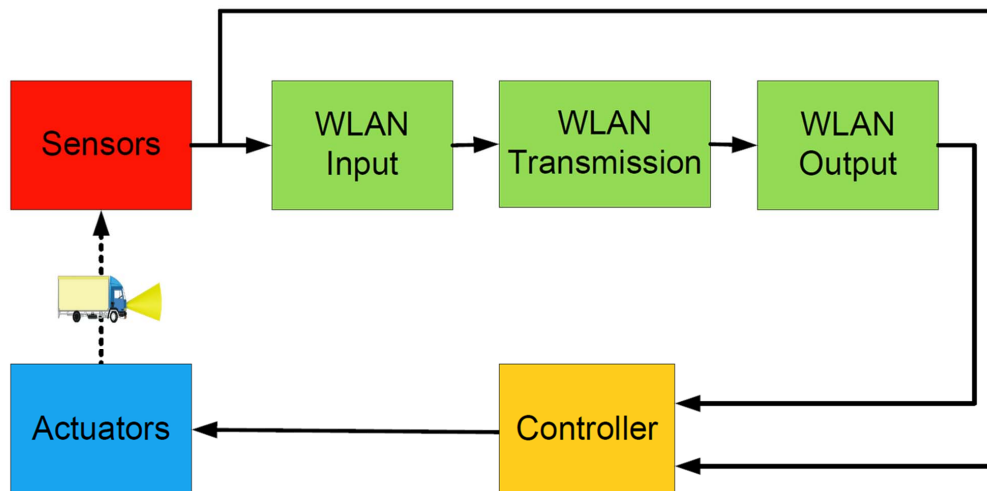 Sensors
WLAN
Input
WLAN
Transmission
WLAN
Output
Actuators
Controller